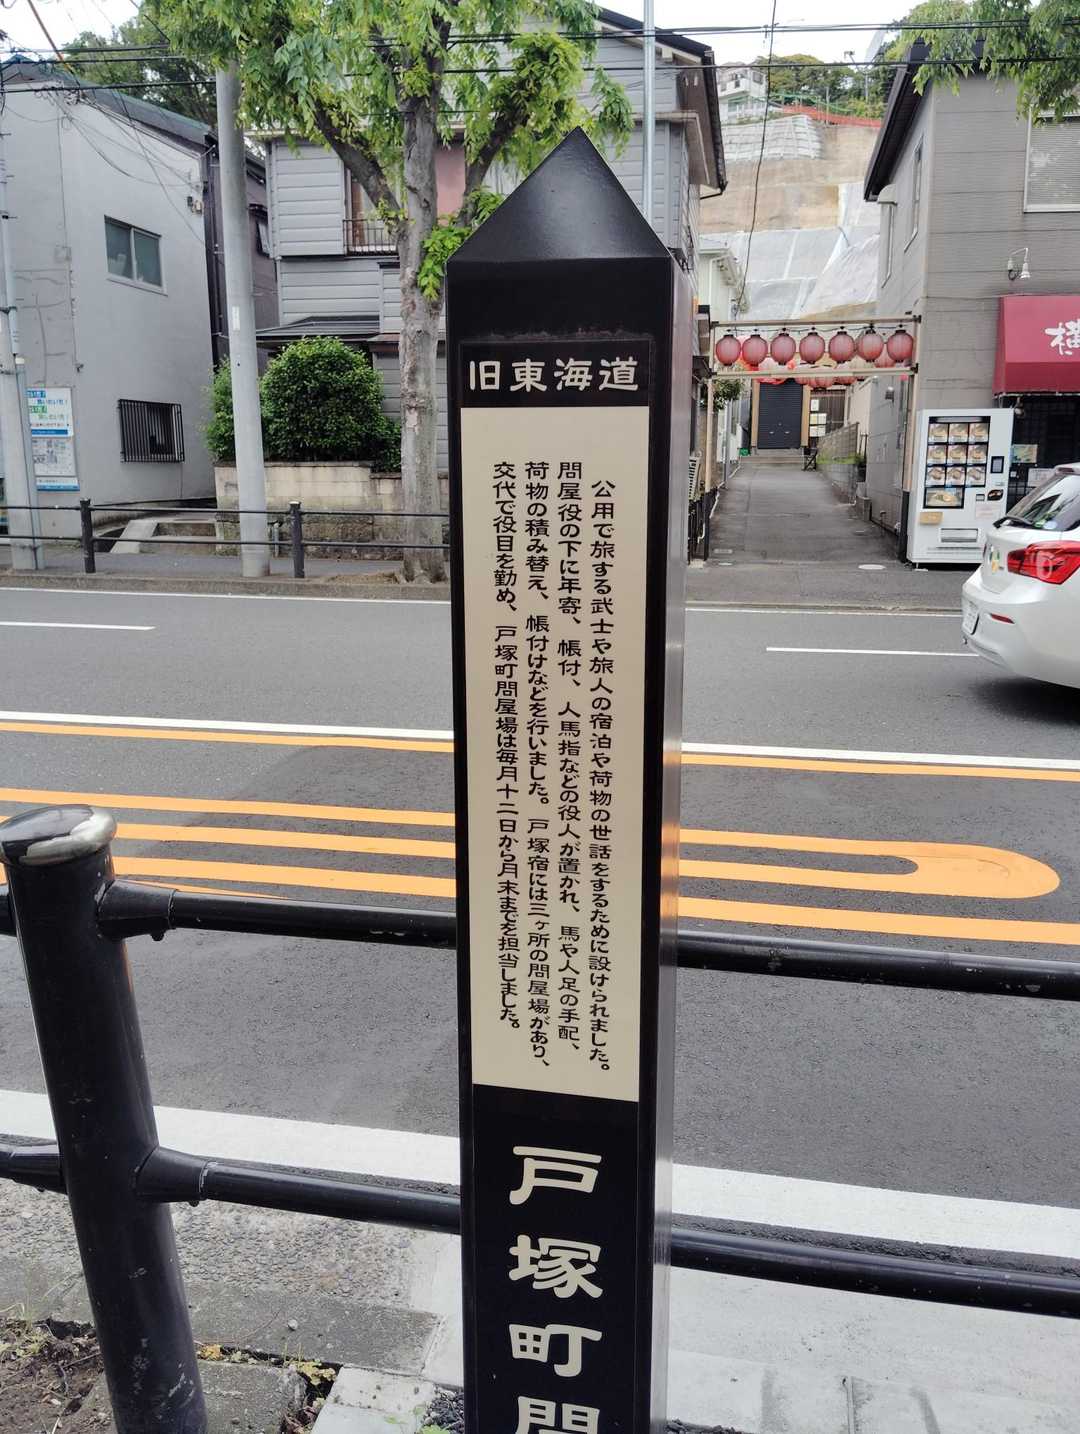 旧東海道
公用で旅する武士や旅人の宿泊や荷物の世話をするために設けられました。
問屋役の下に年寄、帳付、人馬指などの役人が置かれ、馬や人足の手配、
荷物の積み替え、帳付けなどを行いました。戸塚宿には三ヶ所の問屋場があり、
交代で役目を勤め、戸塚町問屋場は毎月十二日から月末までを担当しました。
戸塚町問